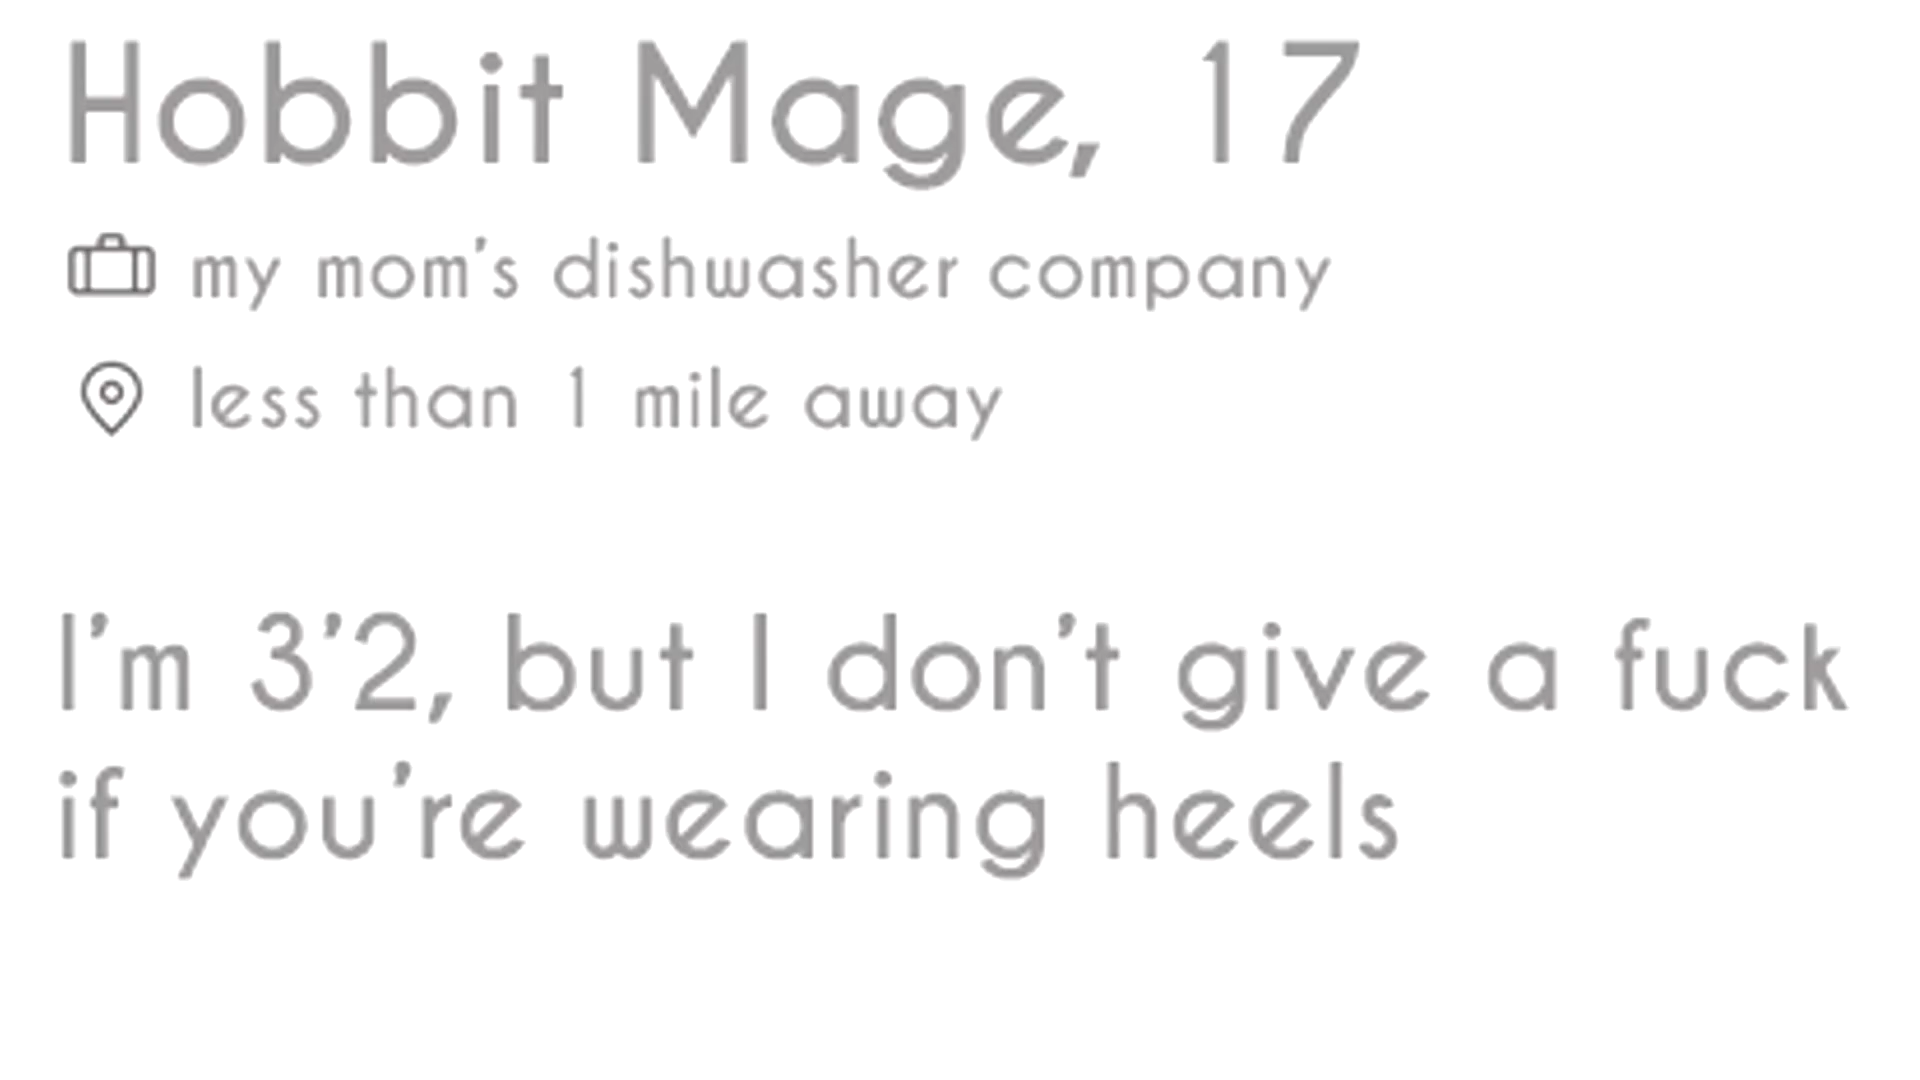 Hobbit Mage, 17
my mom's dishwasher company
less than 1 mile away
I'm 3'2, but I don't give a fuck
if you're wearing heels